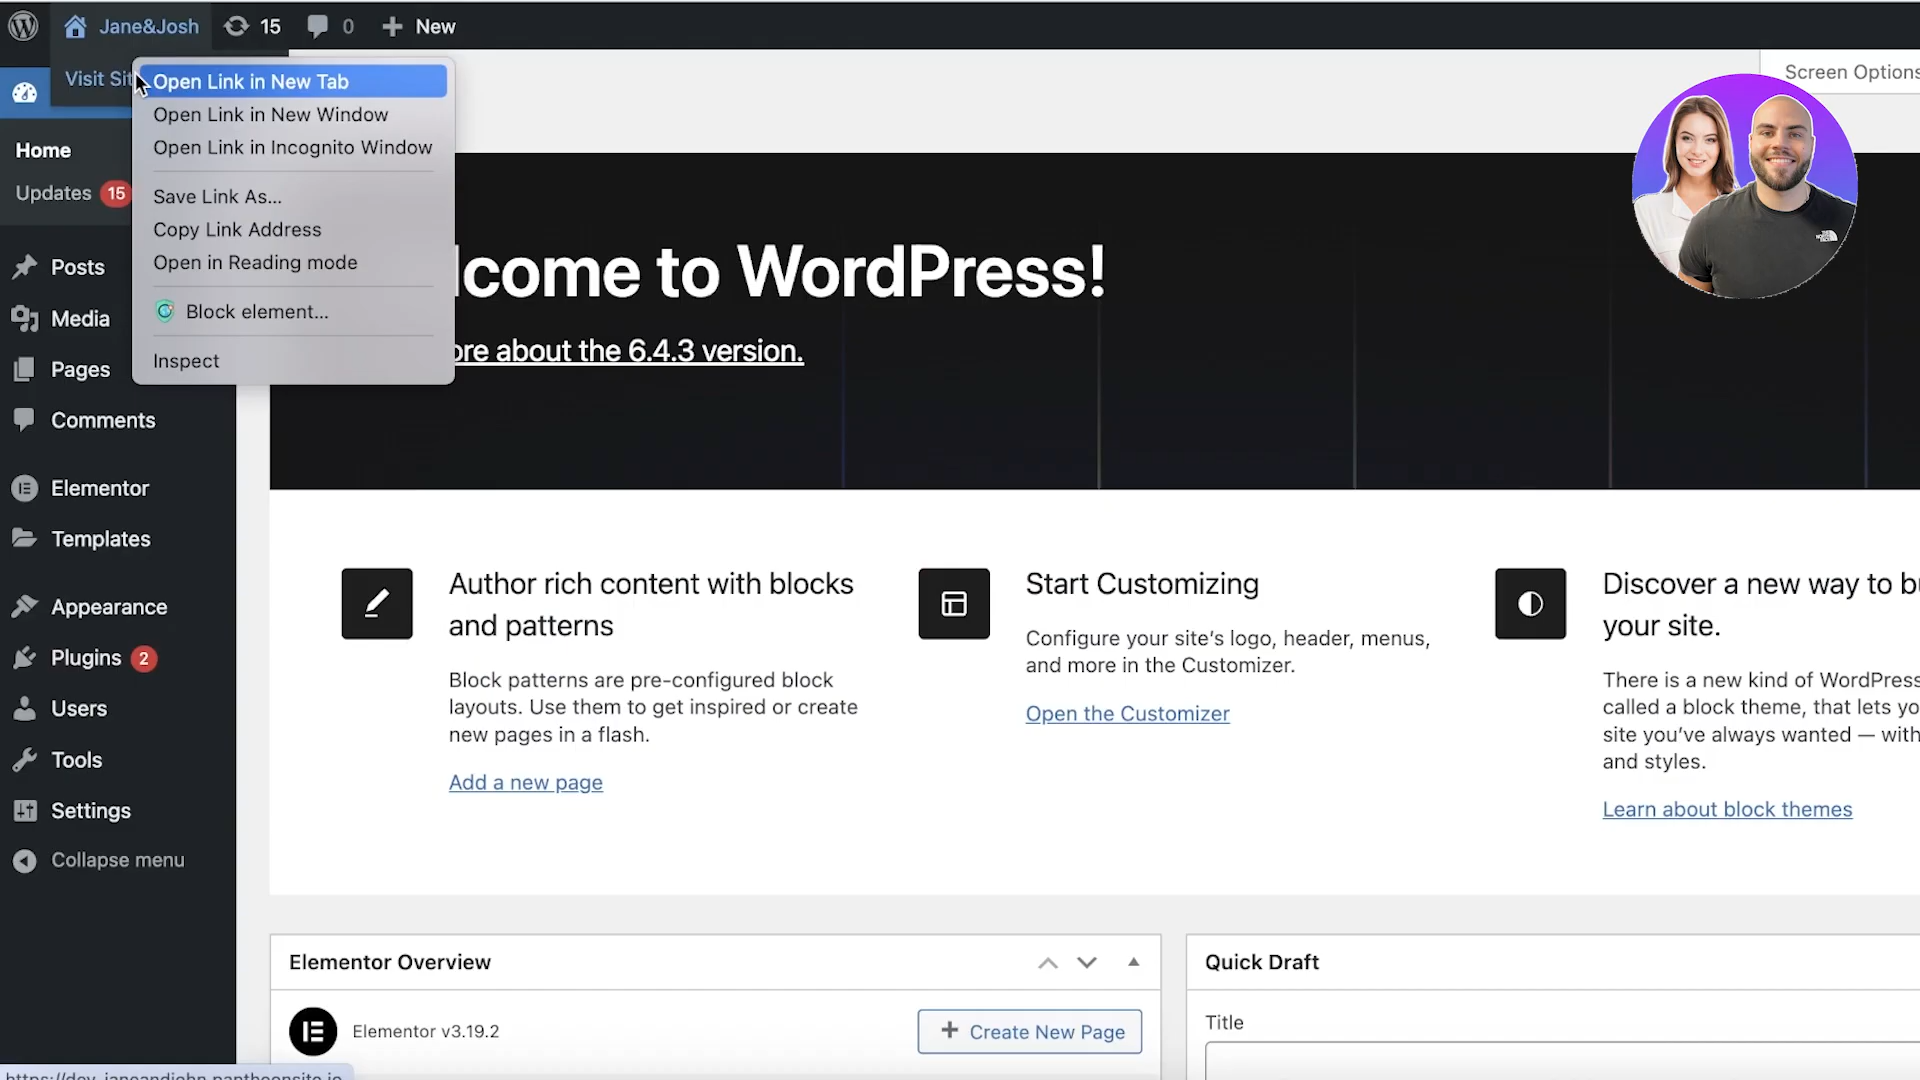 Jane&Josh 15 0 New
Visit Sit
Open Link in New Tab
Open Link in New Window
Open Link in Incognito Window
Save Link As...
Copy Link Address
Open in Reading mode
Block element...
Inspect
Screen Options
Home
Updates 15
Posts
Media
Pages
Comments
Elementor
Templates
Appearance
Plugins 2
Users
Tools
Settings
Collapse menu
lcome to WordPress!
ore about the 6.4.3 version.
Author rich content with blocks
and patterns
Block patterns are pre-configured block
layouts. Use them to get inspired or create
new pages in a flash.
Add a new page
Start Customizing
Configure your site's logo, header, menus,
and more in the Customizer.
Open the Customizer
Discover a new way to bu
your site.
There is a new kind of WordPress
called a block theme, that lets yo
site you've always wanted — with
and styles.
Learn about block themes
Elementor Overview
Elementor v3.19.2
Create New Page
Quick Draft
Title